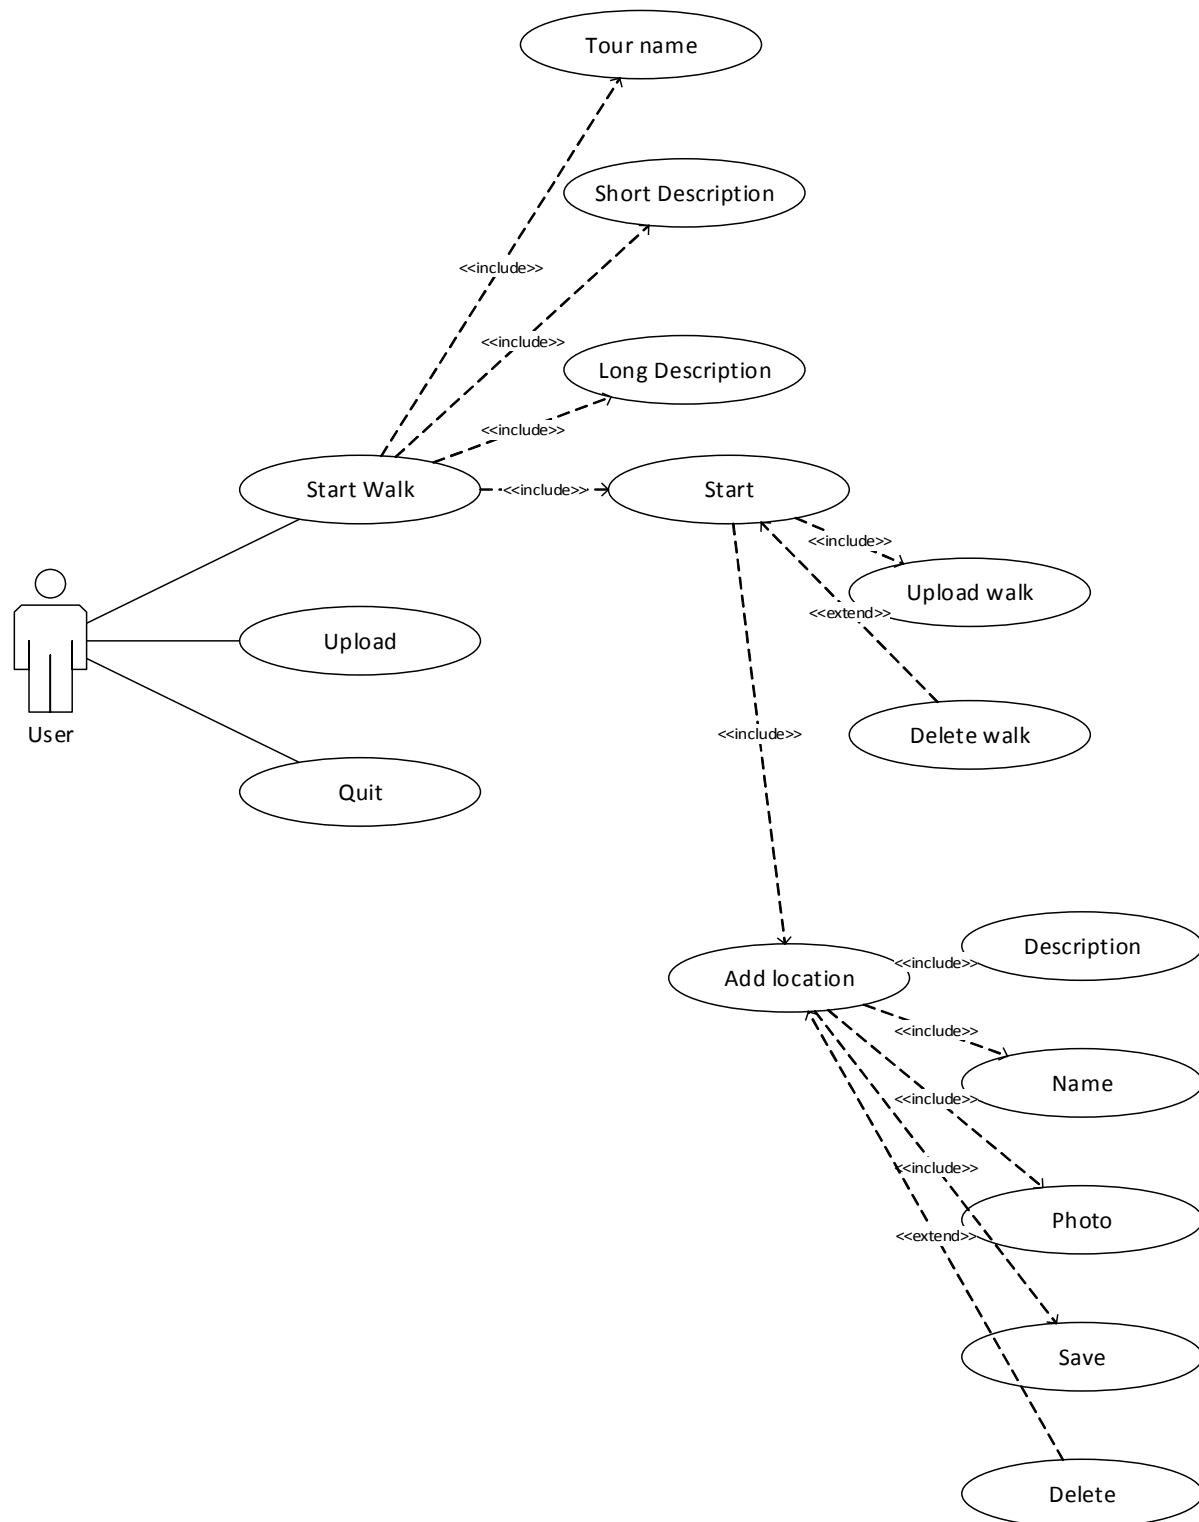 Tour name
Short Description
<<include>>
<<include>>
Long Description
<<include>>
Start Walk
<<include>>
Start
<<include>>
Upload walk
<<extend>>
Upload
User
<<include>>
Delete walk
Quit
Description
<<include>>
Add location
<<include>>
Name
<<include>>
<<include>>
Photo
<<extend>>
Save
Delete